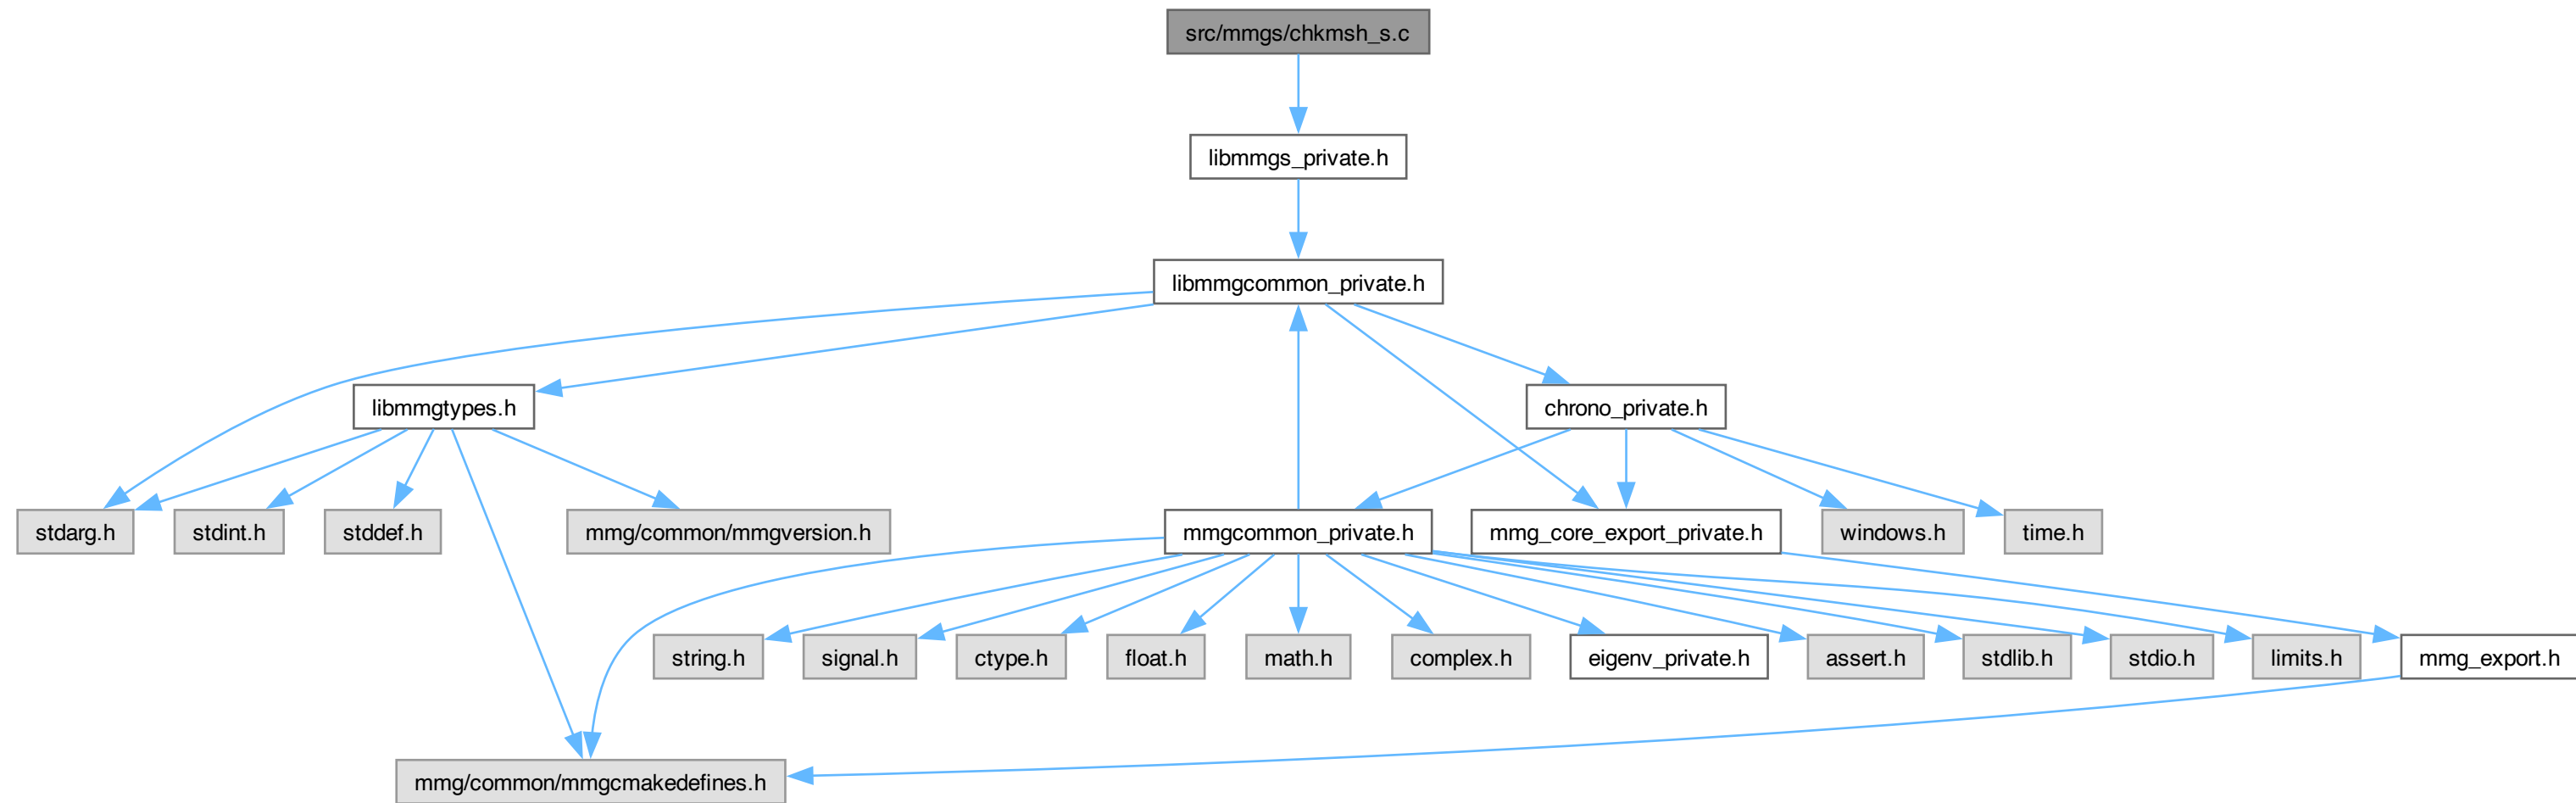 src/mmgs/chkmsh_s.c
libmmgs_private.h
libmmgcommon_private.h
libmmgtypes.h
chrono_private.h
stdarg.h
stdint.h
stddef.h
mmg/common/mmgversion.h
mmgcommon_private.h
mmg_core_export_private.h
windows.h
time.h
string.h
signal.h
ctype.h
float.h
math.h
complex.h
eigenv_private.h
assert.h
stdlib.h
stdio.h
limits.h
mmg_export.h
mmg/common/mmgcmakedefines.h